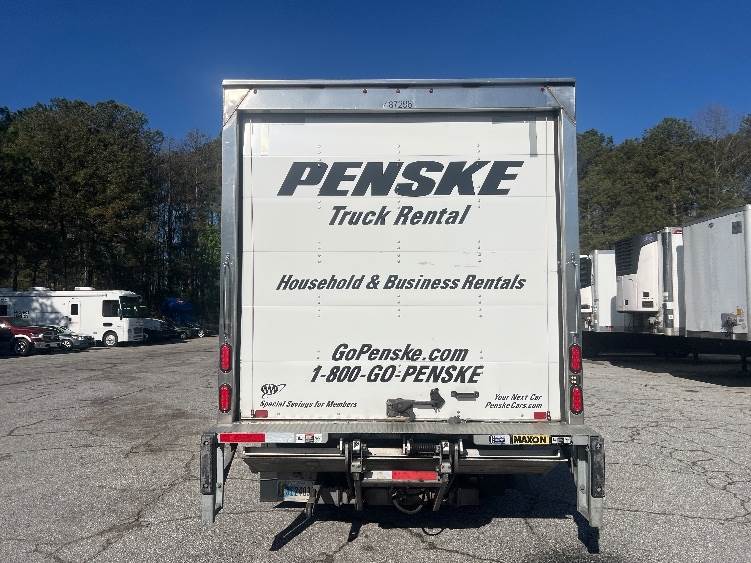 487296
PENSKE
Truck Rental
Household & Business Rentals
GoPenske.com
1-800-GO-PENSKE
AAA
Special Savings for Members
Your Next Car
PenskeCars.com
MAXON